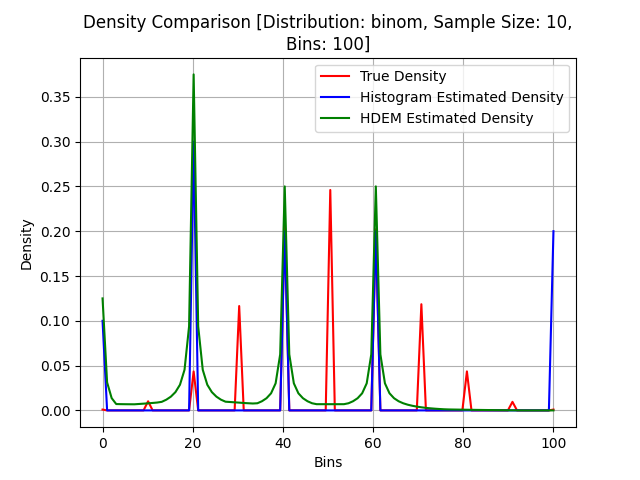 Density Comparison [Distribution: binom, Sample Size: 10,
Bins: 100]
True Density
Histogram Estimated Density
HDEM Estimated Density
Density
0.35
0.30
0.25
0.20
0.15
0.10
0.05
0.00
0 20 40 60 80 100
Bins